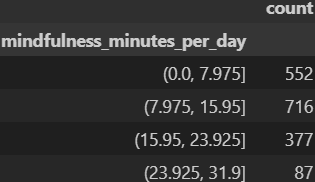 count
mindfulness_minutes_per_day
(0.0, 7.975] 552
(7.975, 15.95] 716
(15.95, 23.925] 377
(23.925, 31.9] 87